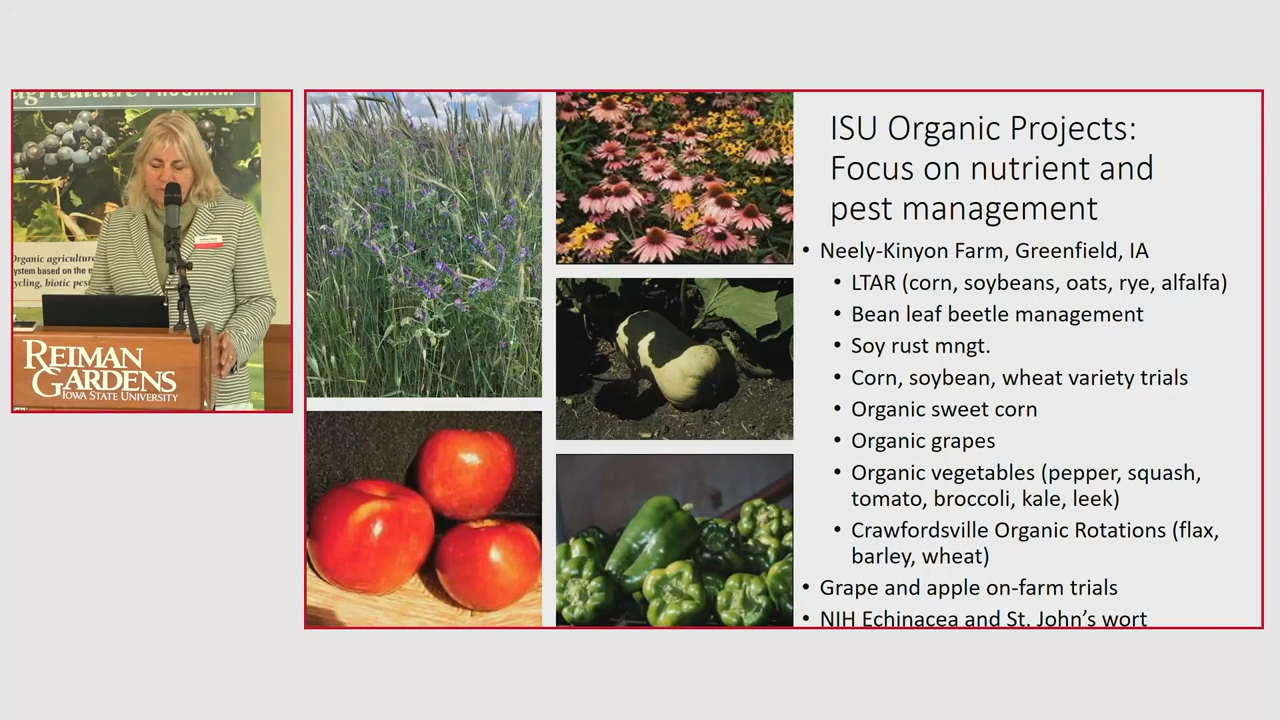 agriculture PROGRAM
Organic agriculture
system based on the e
cycling, biotic pest
REIMAN
GARDENS
IOWA STATE UNIVERSITY
ISU Organic Projects:
Focus on nutrient and
pest management
• Neely-Kinyon Farm, Greenfield, IA
• LTAR (corn, soybeans, oats, rye, alfalfa)
• Bean leaf beetle management
• Soy rust mngt.
• Corn, soybean, wheat variety trials
• Organic sweet corn
• Organic grapes
• Organic vegetables (pepper, squash,
tomato, broccoli, kale, leek)
• Crawfordsville Organic Rotations (flax,
barley, wheat)
• Grape and apple on-farm trials
• NIH Echinacea and St. John's wort